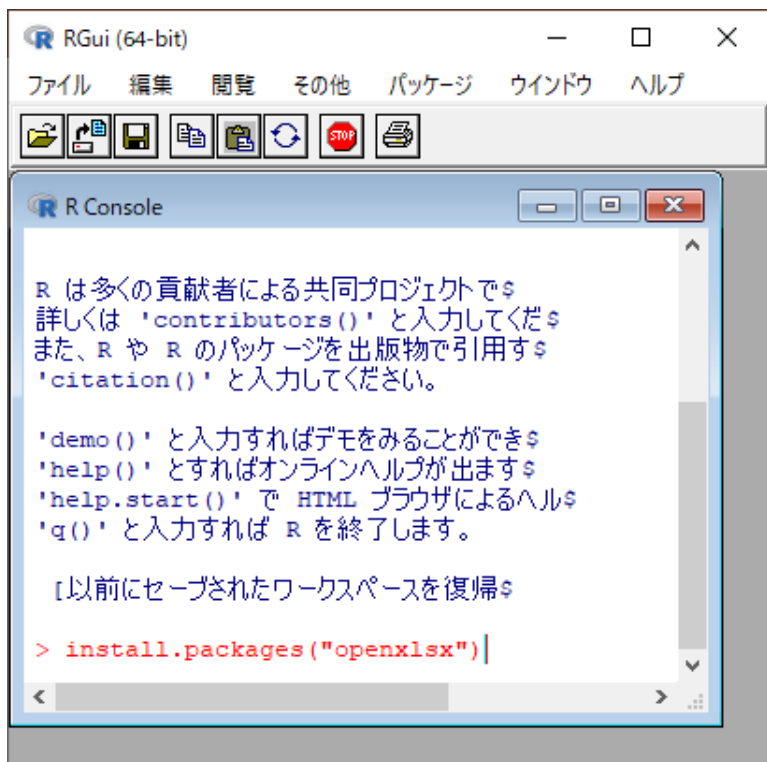 RGui (64-bit)
ファイル 編集 閲覧 その他 パッケージ ウインドウ ヘルプ
STOP
R Console
R は多くの貢献者による共同プロジェクトで$
詳しくは 'contributors()' と入力してくだ$
また、R や R のパッケージを出版物で引用す$
'citation()' と入力してください。
'demo()' と入力すればデモをみることができ$
'help()' とすればオンラインヘルプが出ます$
'help.start()' で HTML ブラウザによるヘル$
'q()' と入力すれば R を終了します。
[以前にセーブされたワークスペースを復帰$
> install.packages("openxlsx")